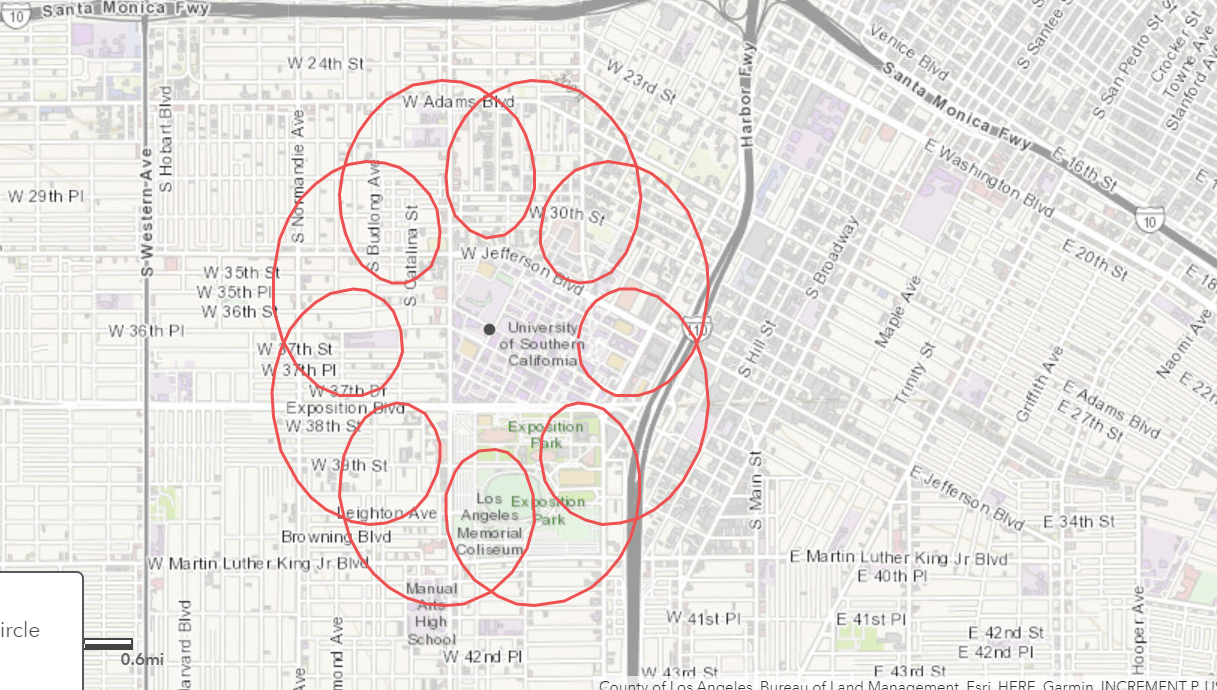 10
Santa Monica Fwy
W 24th St
W 23rd St
Venice Blvd
S Santee St
S San Pedro St
Crocker St
Towne Ave
Stanford Ave
Santa Monica Fwy
Harbor Fwy
W Adams Blvd
S Hobart Blvd
S Normandie Ave
E Washington Blvd
E 16th St
W 29th Pl
S-Western-Ave
S Budlong Ave
S Catalina St
W 30th St
10
E 20th St
W Jefferson Blvd
S Broadway
W 35th St
W 35th Pl
W 36th St
W 36th Pl
University
of Southern
California
110
S Hill St
Maple Ave
Naomi Ave
W 37th St
W 37th Pl
W 37th Dr
Trinity St
Griffith Ave
E 22n
Exposition Blvd
W 38th St
E Adams Blvd
E 27th St
Exposition
Park
W 39th St
S Main St
E Jefferson Blvd
Los
Angeles
Memorial
Coliseum
Exposition
Park
Leighton Ave
E 34th St
Browning Blvd
W Martin Luther King Jr Blvd
E Martin Luther King Jr Blvd
E 40th Pl
Manual
Arts
High
School
W 41st Pl
E 41st Pl
E 42nd St
E 42nd Pl
Hooper Ave
ircle
0.6mi
arvard Blvd
mond Ave
W 42nd Pl
W 43rd St
E 43rd St
County of Los Angeles, Bureau of Land Management, Esri, HERE, Garmin, INCREMENT P, US